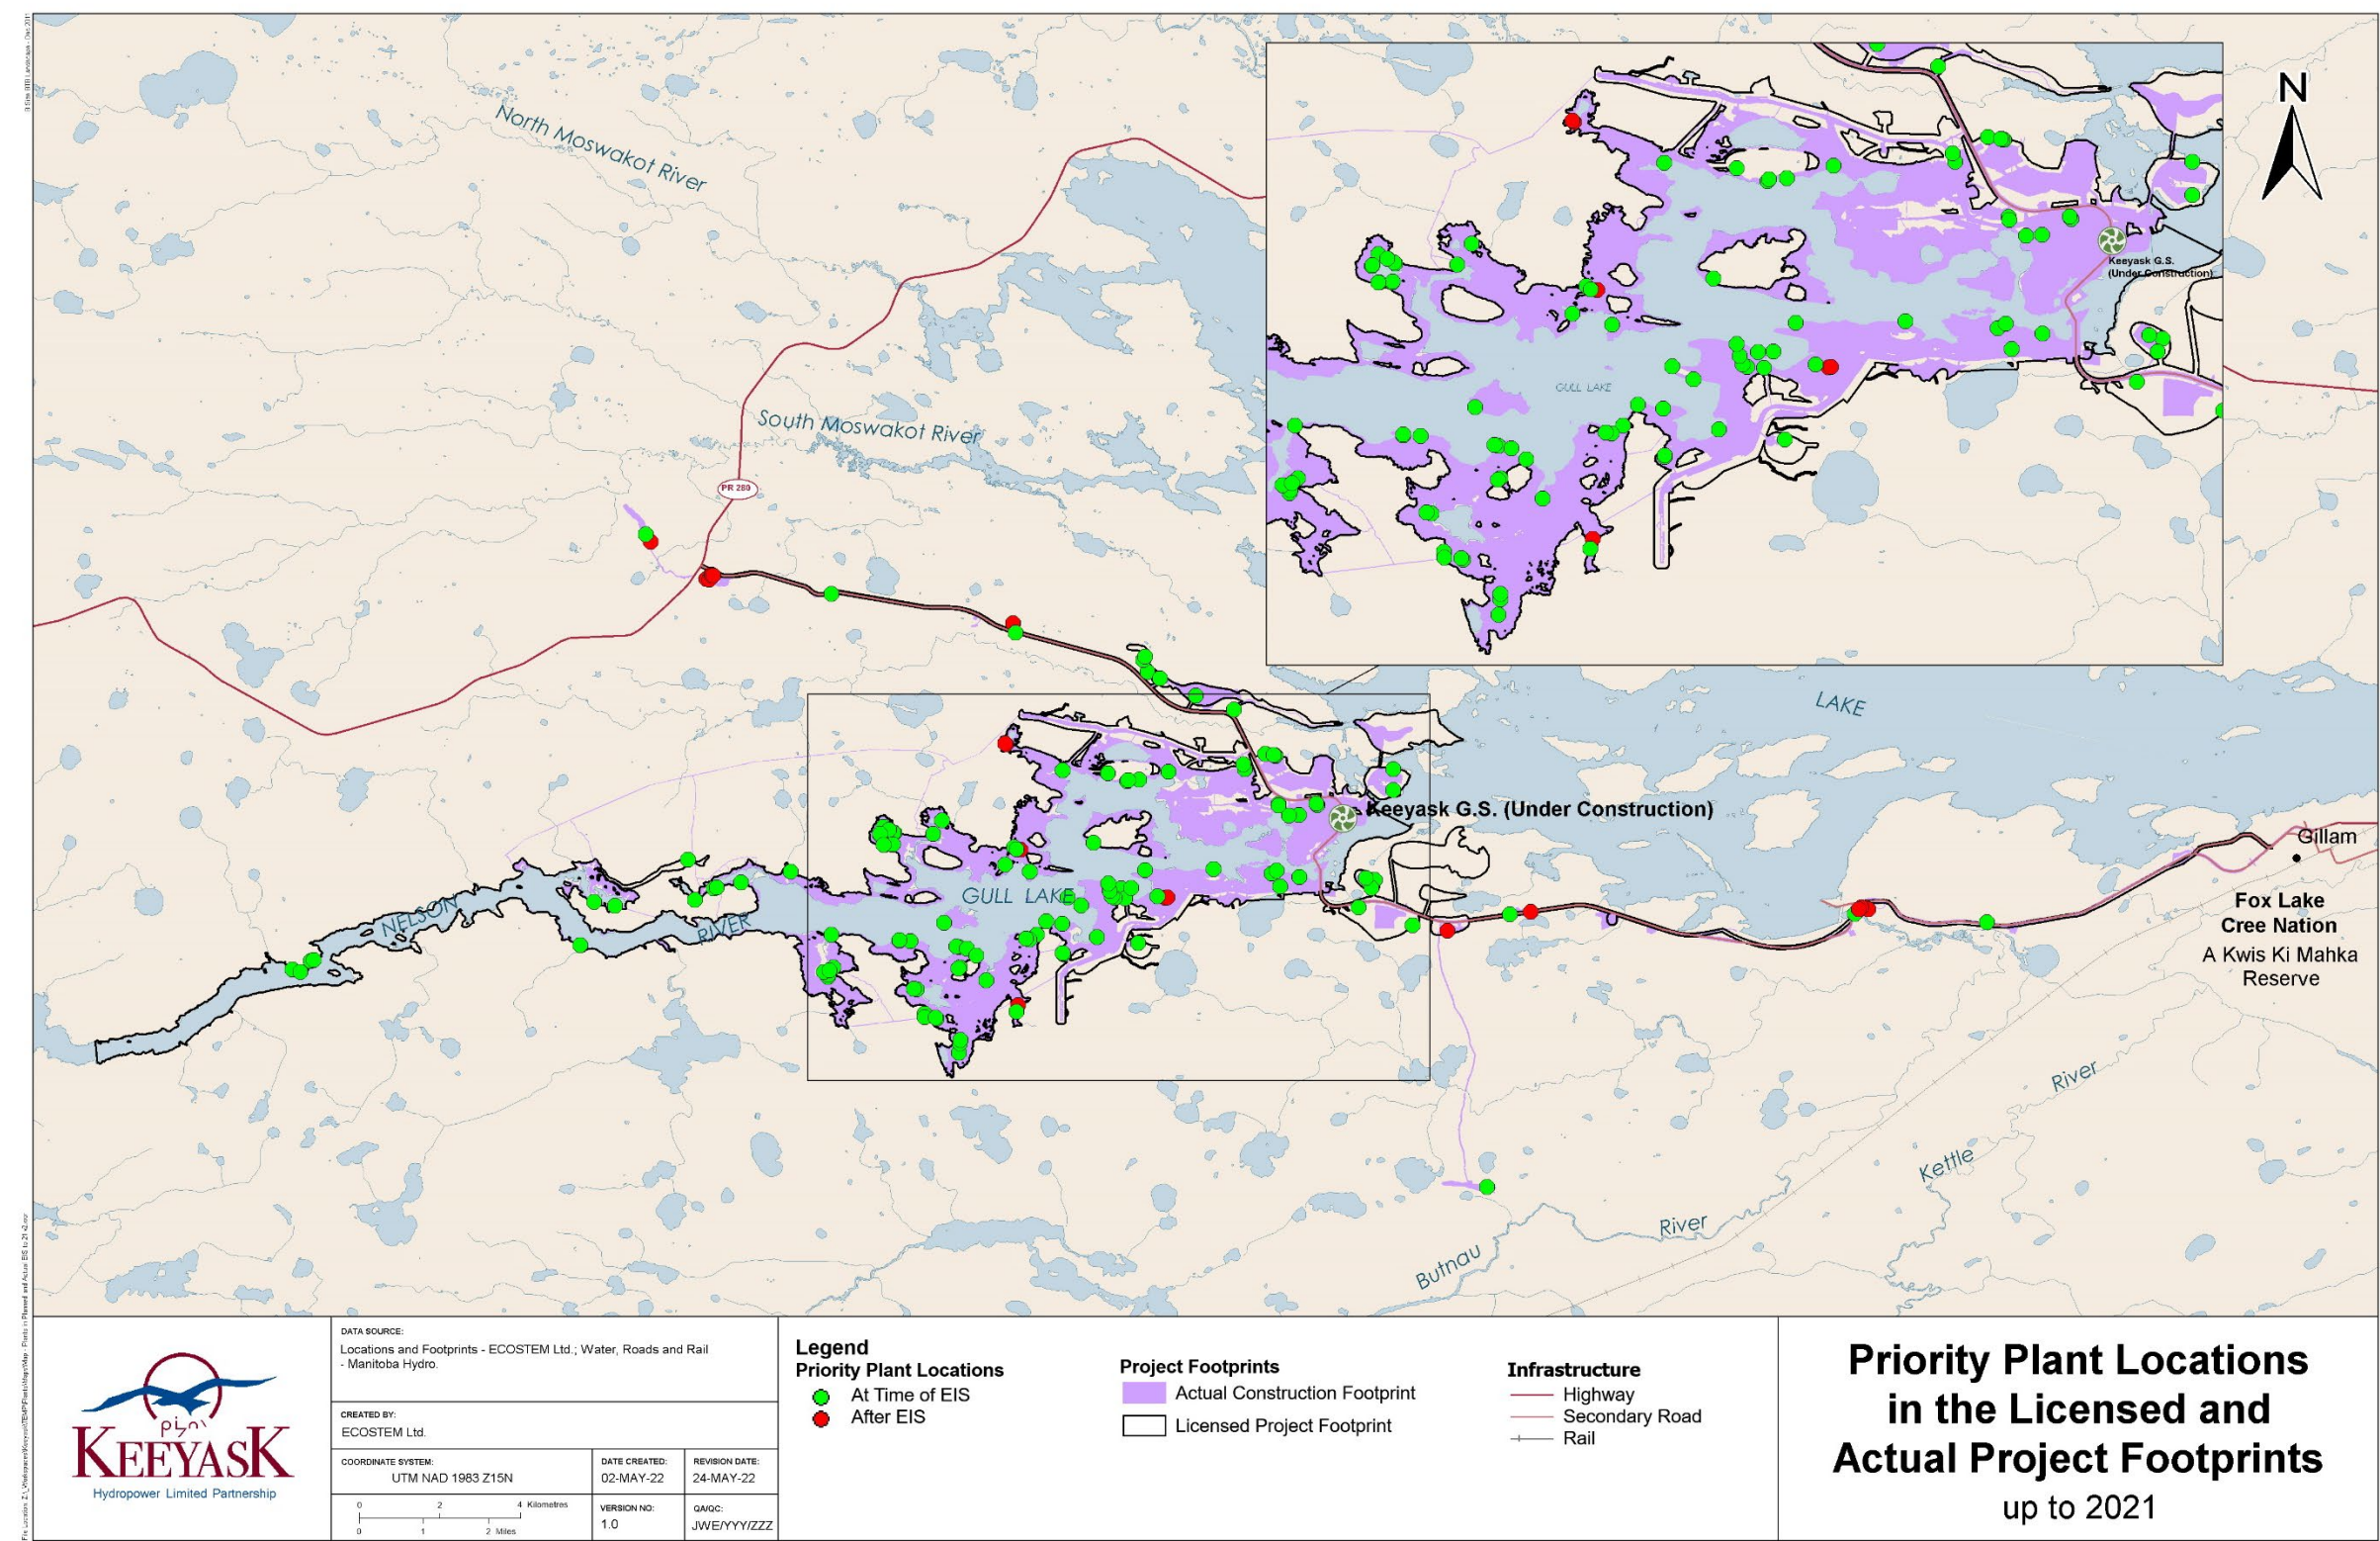 North Moswakot River
South Moswakot River
PR 280
N
Keeyask G.S.
(Under Construction)
GULL LAKE
LAKE
Keeyask G.S. (Under Construction)
GULL LAKE
NELSON
RIVER
Gillam
Fox Lake
Cree Nation
A Kwis Ki Mahka
Reserve
River
Kettle
River
Butnau
KEEYASK
Hydropower Limited Partnership
DATA SOURCE:
Locations and Footprints - ECOSTEM Ltd.; Water, Roads and Rail
- Manitoba Hydro.
CREATED BY:
ECOSTEM Ltd.
COORDINATE SYSTEM:
UTM NAD 1983 Z15N
DATE CREATED:
02-MAY-22
REVISION DATE:
24-MAY-22
0 2 4 Kilometres
0 1 2 Miles
VERSION NO:
1.0
QA/QC:
JWE/YYY/ZZZ
Legend
Priority Plant Locations
At Time of EIS
After EIS
Project Footprints
Actual Construction Footprint
Licensed Project Footprint
Infrastructure
Highway
Secondary Road
Rail
Priority Plant Locations
in the Licensed and
Actual Project Footprints
up to 2021